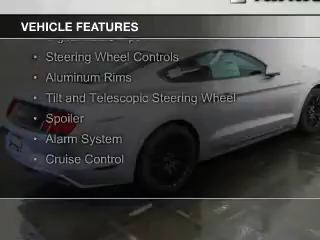 VEHICLE FEATURES
• Steering Wheel Controls
• Aluminum Rims
• Tilt and Telescopic Steering Wheel
• Spoiler
• Alarm System
• Cruise Control